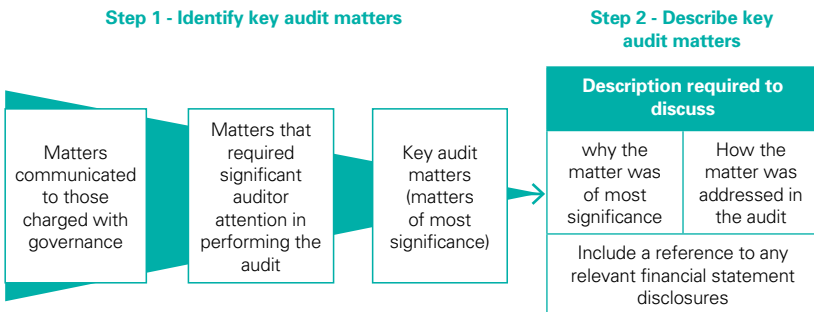 Step 1 - Identify key audit matters
Step 2 - Describe key
audit matters
Matters
communicated
to those
charged with
governance
Matters that
required
significant
auditor
attention in
performing the
audit
Key audit
matters
(matters
of most
significance)
Description required to
discuss
why the
matter was
of most
significance
How the
matter was
addressed in
the audit
Include a reference to any
relevant financial statement
disclosures